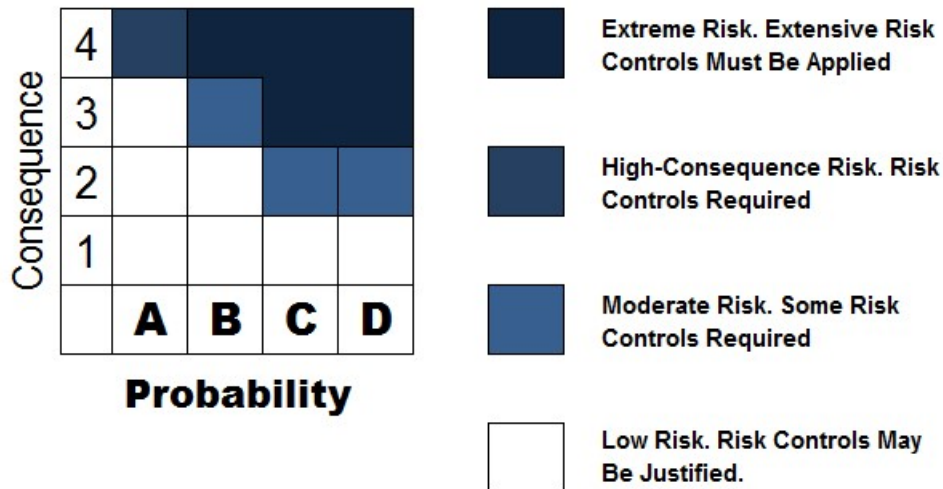 Consequence
4
3
2
1
A B C D
Probability
Extreme Risk. Extensive Risk
Controls Must Be Applied
High-Consequence Risk. Risk
Controls Required
Moderate Risk. Some Risk
Controls Required
Low Risk. Risk Controls May
Be Justified.